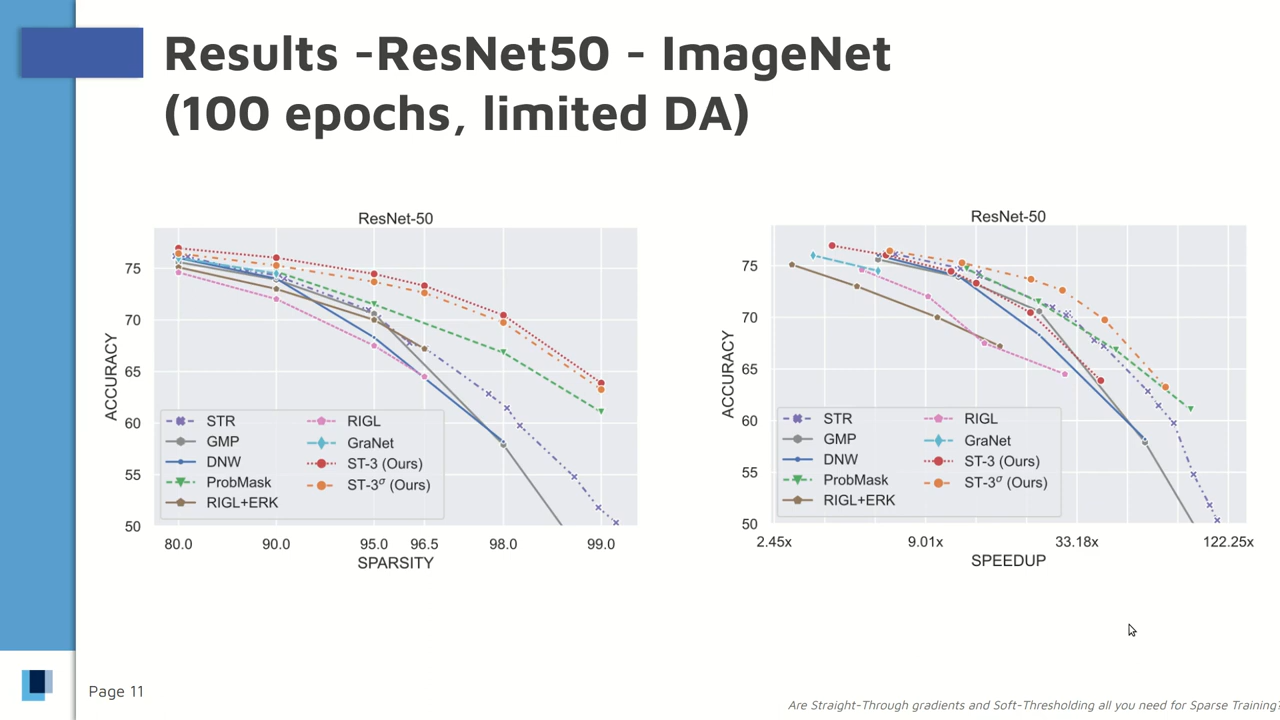 Results -ResNet50 - ImageNet
(100 epochs, limited DA)
ResNet-50
75
70
65
60
55
50
ACCURACY
STR
GMP
DNW
ProbMask
RIGL+ERK
RIGL
GraNet
ST-3 (Ours)
ST-3σ (Ours)
80.0 90.0 95.0 96.5 98.0 99.0
SPARSITY
ResNet-50
75
70
65
60
55
50
ACCURACY
STR
GMP
DNW
ProbMask
RIGL+ERK
RIGL
GraNet
ST-3 (Ours)
ST-3σ (Ours)
2.45x 9.01x 33.18x 122.25x
SPEEDUP
Page 11
Are Straight-Through gradients and Soft-Thresholding all you need for Sparse Training?